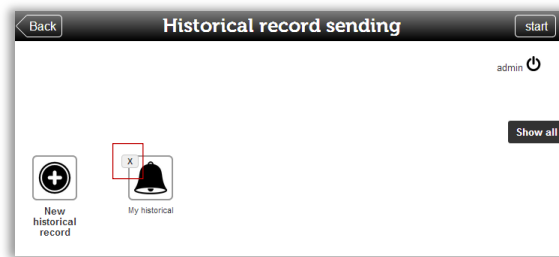 Back
Historical record sending
start
admin
Show all
X
New
historical
record
My historical